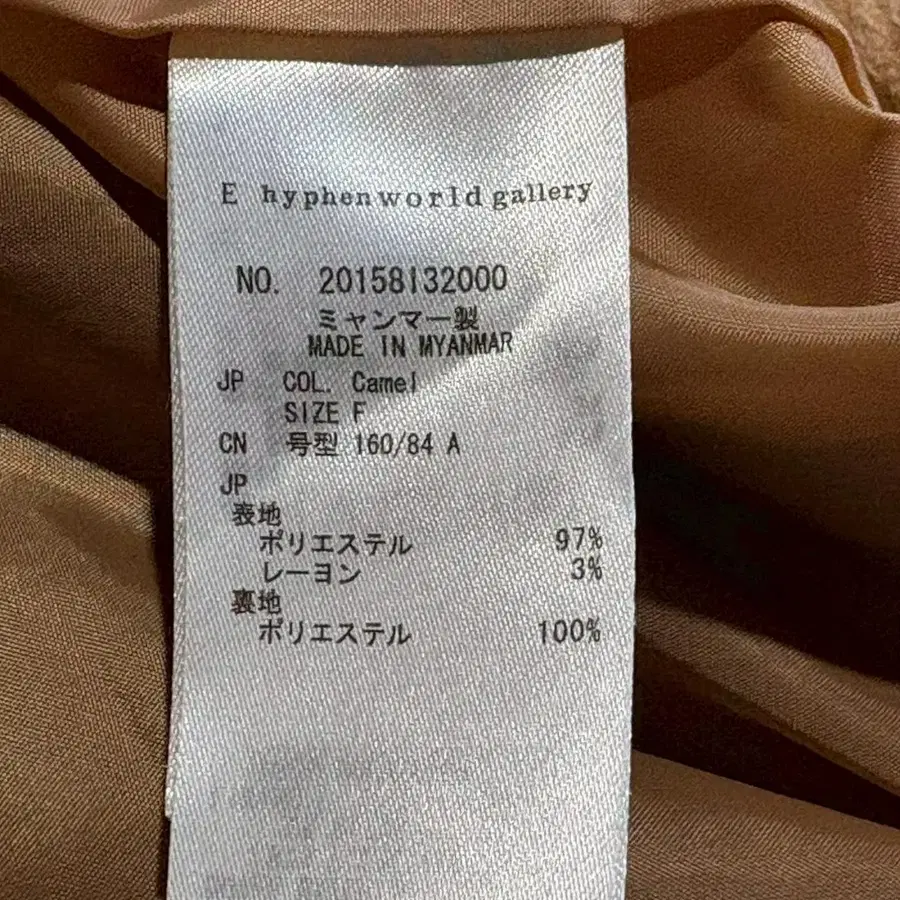 E hyphen world gallery
NO. 20158132000
ミャンマー製
MADE IN MYANMAR
JP COL. Camel
SIZE F
CN 号型 160/84 A
JP
表地
ポリエステル 97%
レーヨン 3%
裏地
ポリエステル 100%